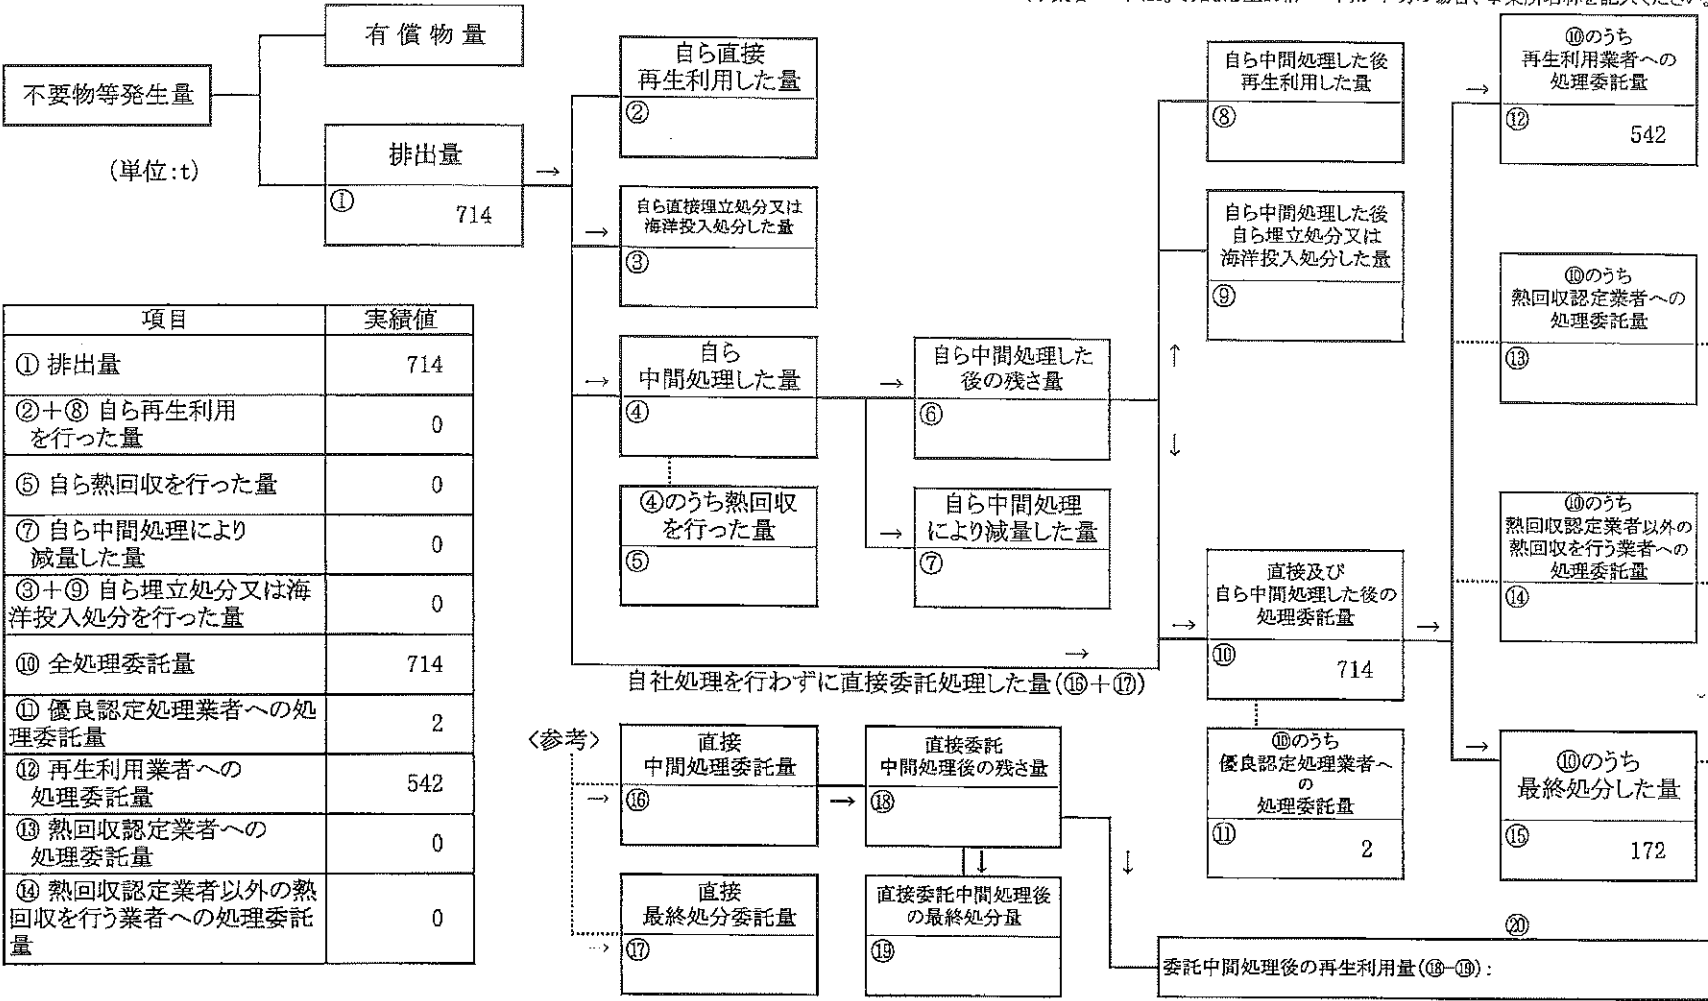 有償物量
不要物等発生量
(単位:t)
排出量
①
714
→
自ら直接
再生利用した量
②
→
自ら直接埋立処分又は
海洋投入処分した量
③
→
自ら
中間処理した量
④
④のうち熱回収
を行った量
⑤
→
自ら中間処理した
後の残さ量
⑥
→
自ら中間処理
により減量した量
⑦
↑
↓
自ら中間処理した後
再生利用した量
⑧
自ら中間処理した後
自ら埋立処分又は
海洋投入処分した量
⑨
→
自社処理を行わずに直接委託処理した量(⑯+⑰)
→
直接及び
自ら中間処理した後の
処理委託量
⑩
714
→
⑩のうち
優良認定処理業者へ
の
処理委託量
⑪
2
→
⑩のうち
再生利用業者への
処理委託量
⑫
542
⑩のうち
熱回収認定業者への
処理委託量
⑬
⑩のうち
熱回収認定業者以外の
熱回収を行う業者への
処理委託量
⑭
→
⑩のうち
最終処分した量
⑮
172
項目 実績値
① 排出量 714
②+⑧ 自ら再生利用
を行った量 0
⑤ 自ら熱回収を行った量 0
⑦ 自ら中間処理により
減量した量 0
③+⑨ 自ら埋立処分又は海
洋投入処分を行った量 0
⑩ 全処理委託量 714
⑪ 優良認定処理業者への処
理委託量 2
⑫ 再生利用業者への
処理委託量 542
⑬ 熱回収認定業者への
処理委託量 0
⑭ 熱回収認定業者以外の熱
回収を行う業者への処理委託
量 0
〈参考〉
→
直接
中間処理委託量
⑯
→
直接委託
中間処理後の残さ量
⑱
↓
↓
→
直接
最終処分委託量
⑰
直接委託中間処理後
の最終処分量
⑲
⑳
委託中間処理後の再生利用量(⑱-⑲):